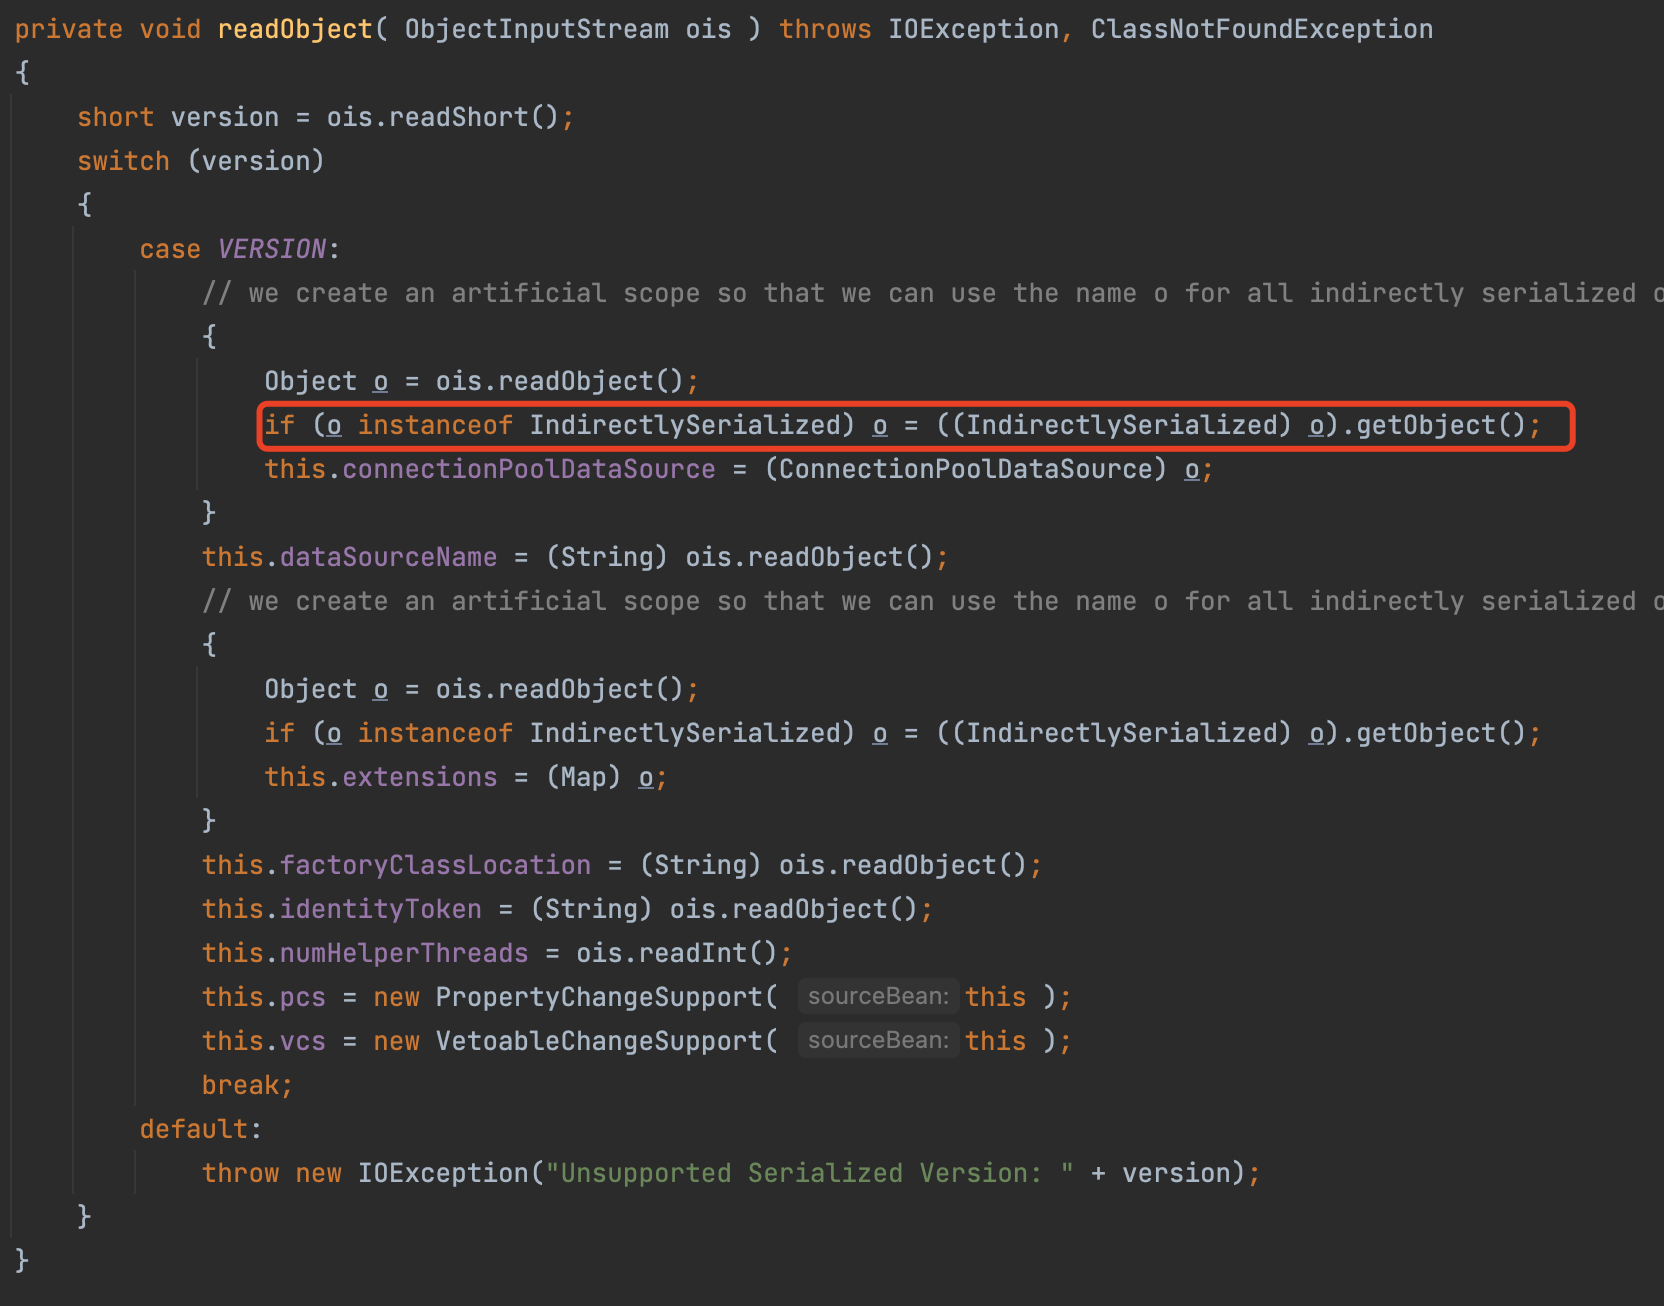 private void readObject( ObjectInputStream ois ) throws IOException, ClassNotFoundException
{
    short version = ois.readShort();
    switch (version)
    {
        case VERSION:
            // we create an artificial scope so that we can use the name o for all indirectly serialized o
            {
                Object o = ois.readObject();
                if (o instanceof IndirectlySerialized) o = ((IndirectlySerialized) o).getObject();
                this.connectionPoolDataSource = (ConnectionPoolDataSource) o;
            }
            this.dataSourceName = (String) ois.readObject();
            // we create an artificial scope so that we can use the name o for all indirectly serialized o
            {
                Object o = ois.readObject();
                if (o instanceof IndirectlySerialized) o = ((IndirectlySerialized) o).getObject();
                this.extensions = (Map) o;
            }
            this.factoryClassLocation = (String) ois.readObject();
            this.identityToken = (String) ois.readObject();
            this.numHelperThreads = ois.readInt();
            this.pcs = new PropertyChangeSupport( sourceBean: this );
            this.vcs = new VetoableChangeSupport( sourceBean: this );
            break;
        default:
            throw new IOException("Unsupported Serialized Version: " + version);
    }
}